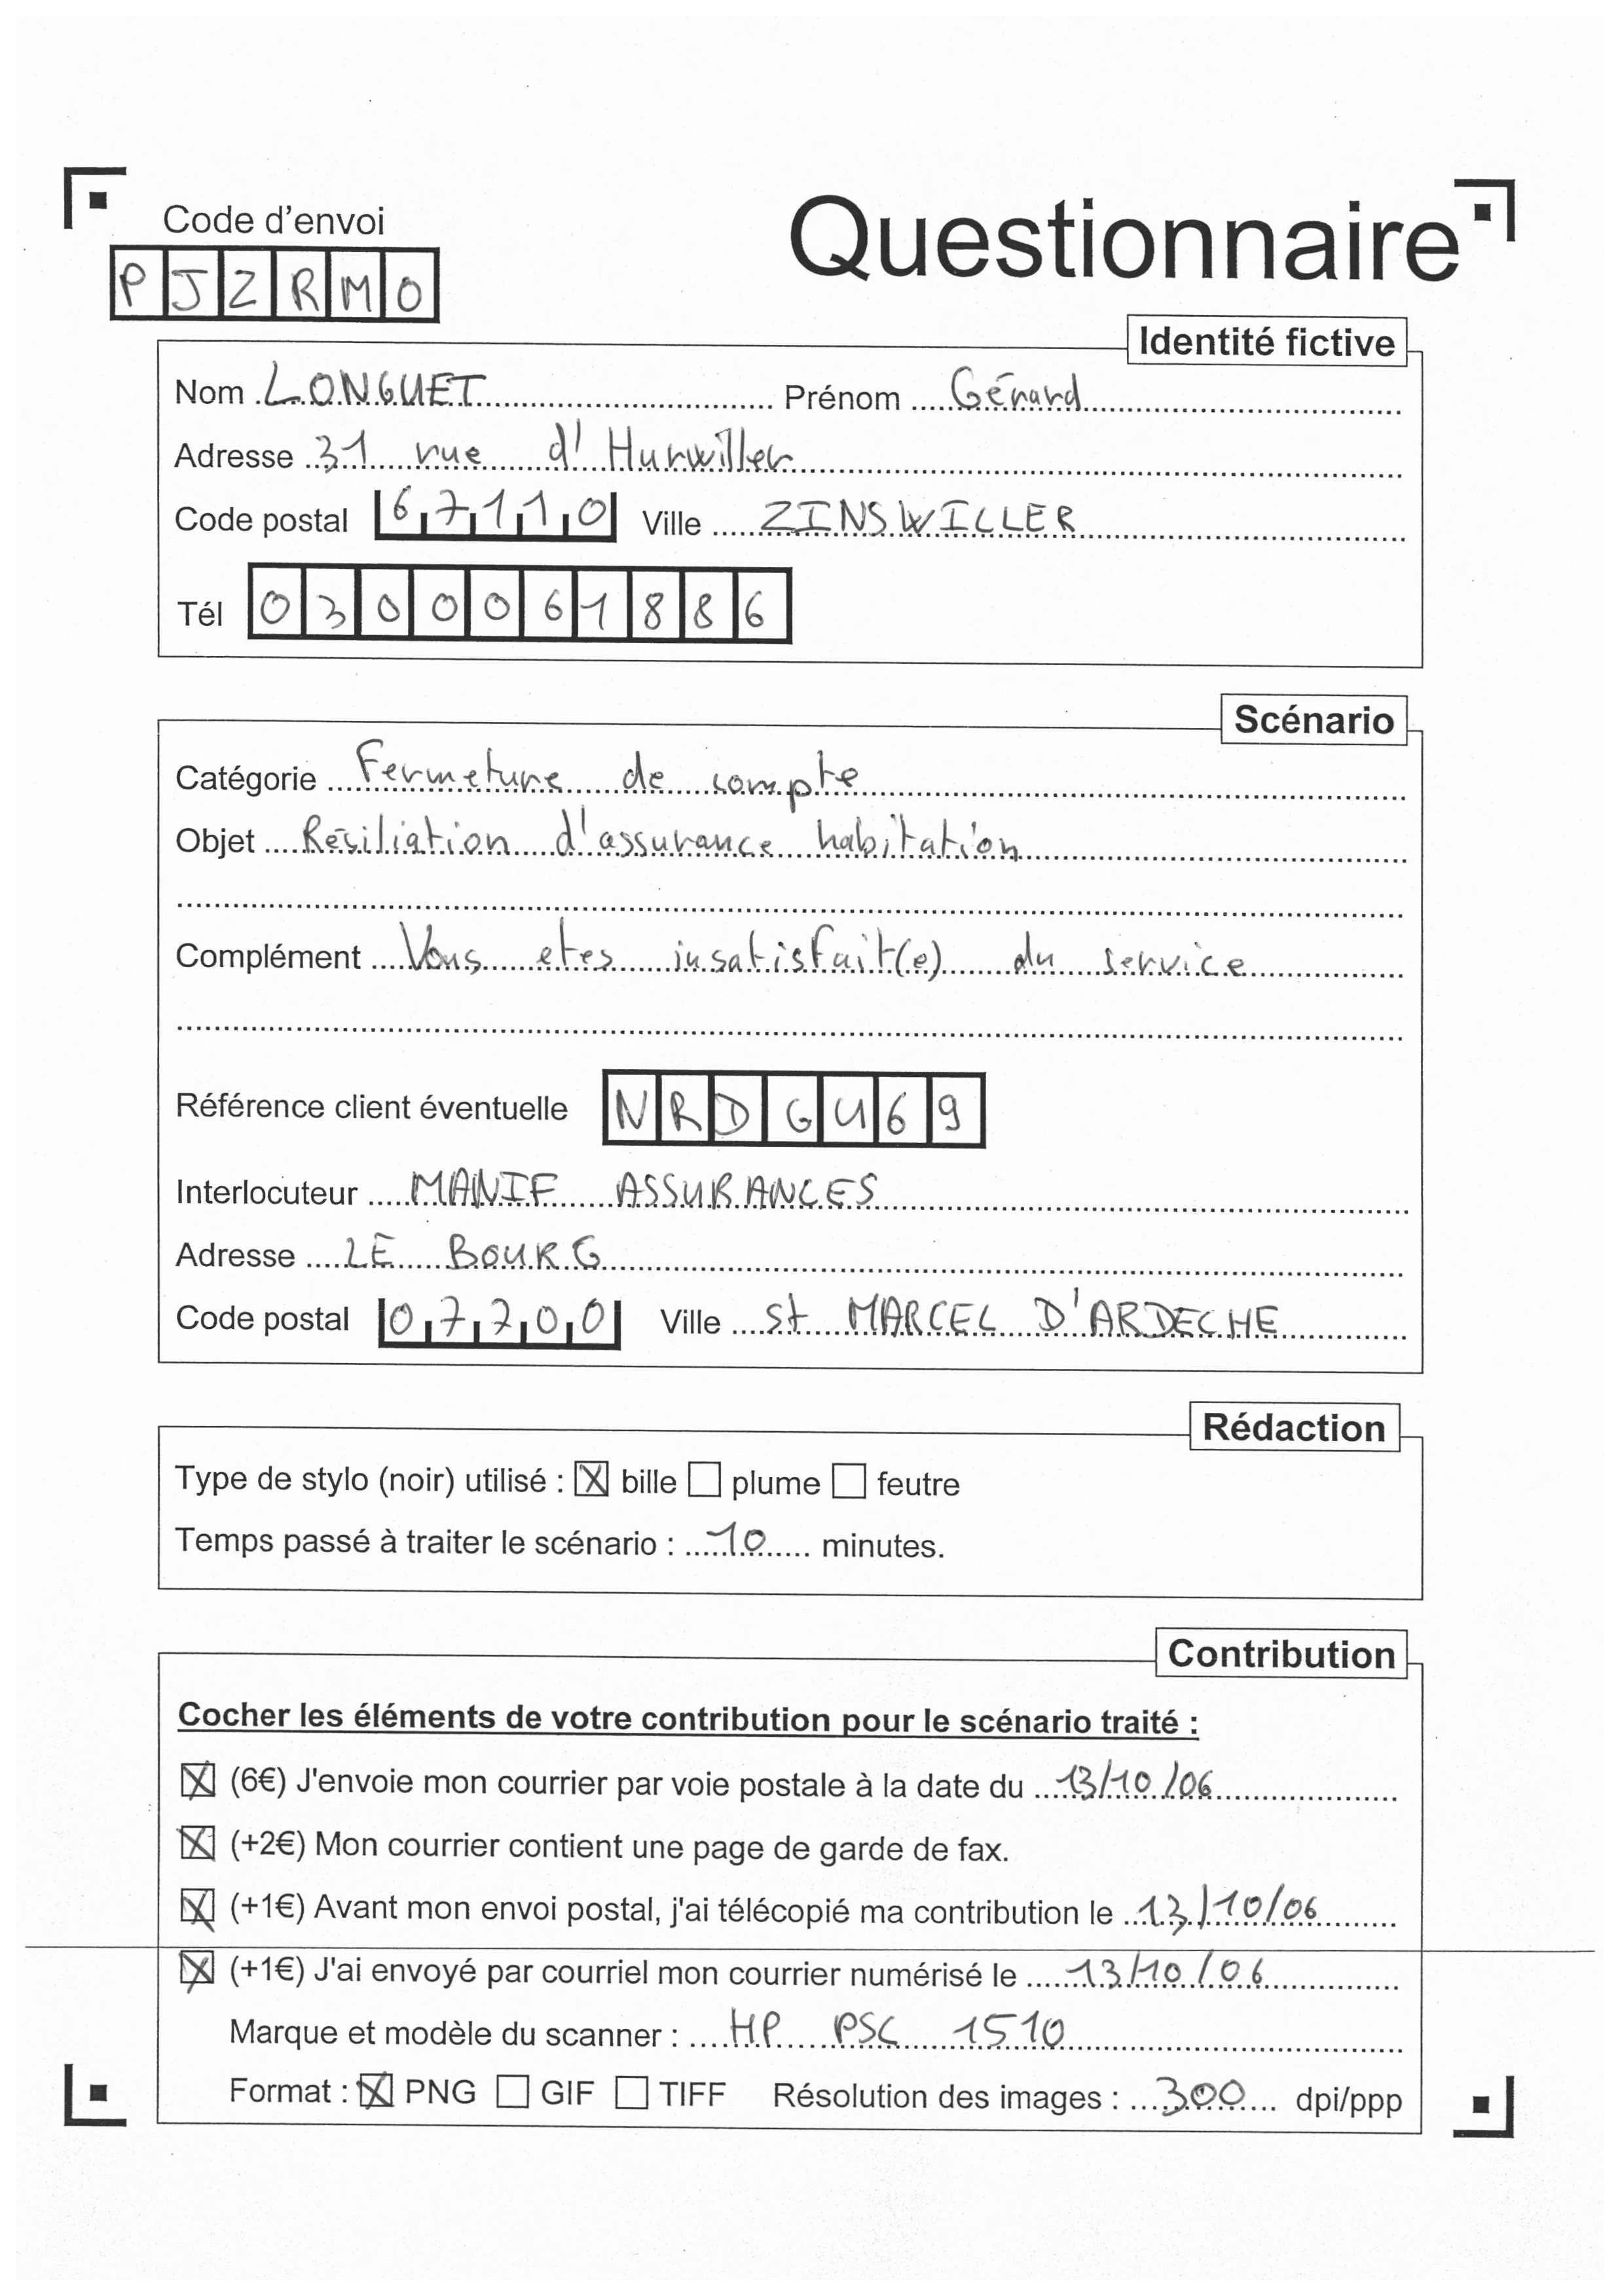 Code d'envoi
Questionnaire
PJZRMO
Identité fictive
Nom LONGUET Prénom Gérard
Adresse 31 rue d'Hurwiller
Code postal 67110 Ville ZINSWILLER
Tél 0300061886
Scénario
Catégorie Fermeture de compte
Objet Résiliation d'assurance habitation
Complément Vous etes insatisfait(e) du service
Référence client éventuelle NRDGU69
Interlocuteur MANIF ASSURANCES
Adresse LE BOURG
Code postal 07700 Ville St MARCEL D'ARDECHE
Rédaction
Type de stylo (noir) utilisé : ☒ bille ☐ plume ☐ feutre
Temps passé à traiter le scénario : 10 minutes.
Contribution
Cocher les éléments de votre contribution pour le scénario traité :
☒ (6€) J'envoie mon courrier par voie postale à la date du 13/10/06
☒ (+2€) Mon courrier contient une page de garde de fax.
☒ (+1€) Avant mon envoi postal, j'ai télécopié ma contribution le 13/10/06
☒ (+1€) J'ai envoyé par courriel mon courrier numérisé le 13/10/06
Marque et modèle du scanner : HP PSC 1510
Format : ☒ PNG ☐ GIF ☐ TIFF Résolution des images : 300 dpi/ppp